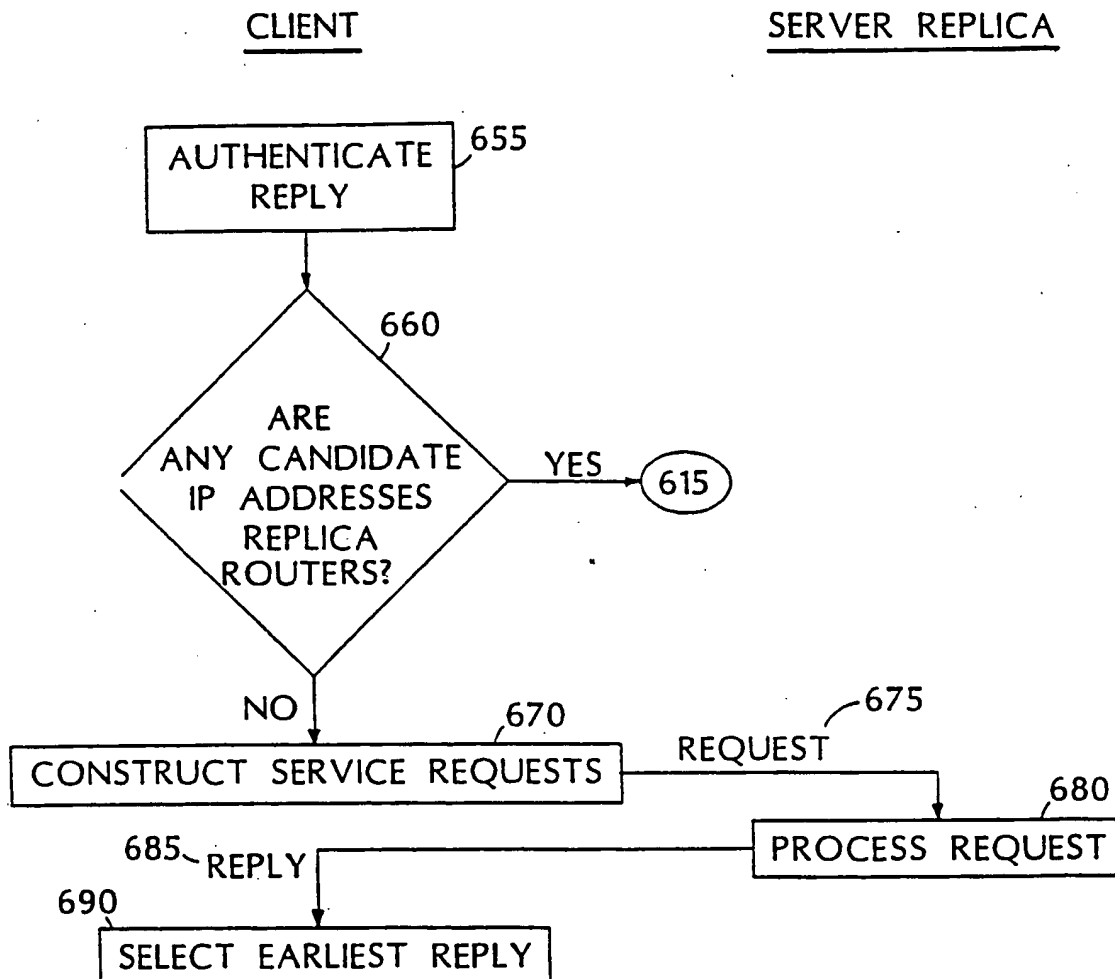 CLIENT
SERVER REPLICA
AUTHENTICATE
REPLY
655
660
ARE
ANY CANDIDATE
IP ADDRESSES
REPLICA
ROUTERS?
YES
615
NO
670
CONSTRUCT SERVICE REQUESTS
REQUEST
675
680
PROCESS REQUEST
685
REPLY
690
SELECT EARLIEST REPLY